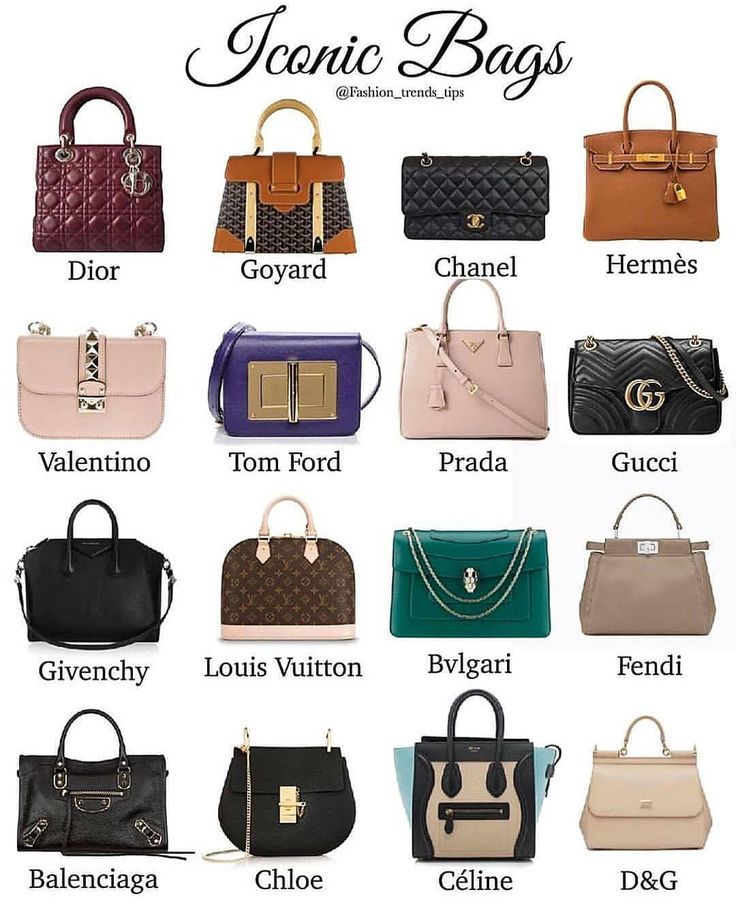 Iconic Bags
@Fashion_trends_tips
Dior Goyard Chanel Hermès
Valentino Tom Ford Prada Gucci
Givenchy Louis Vuitton Bvlgari Fendi
Balenciaga Chloe Céline D&G